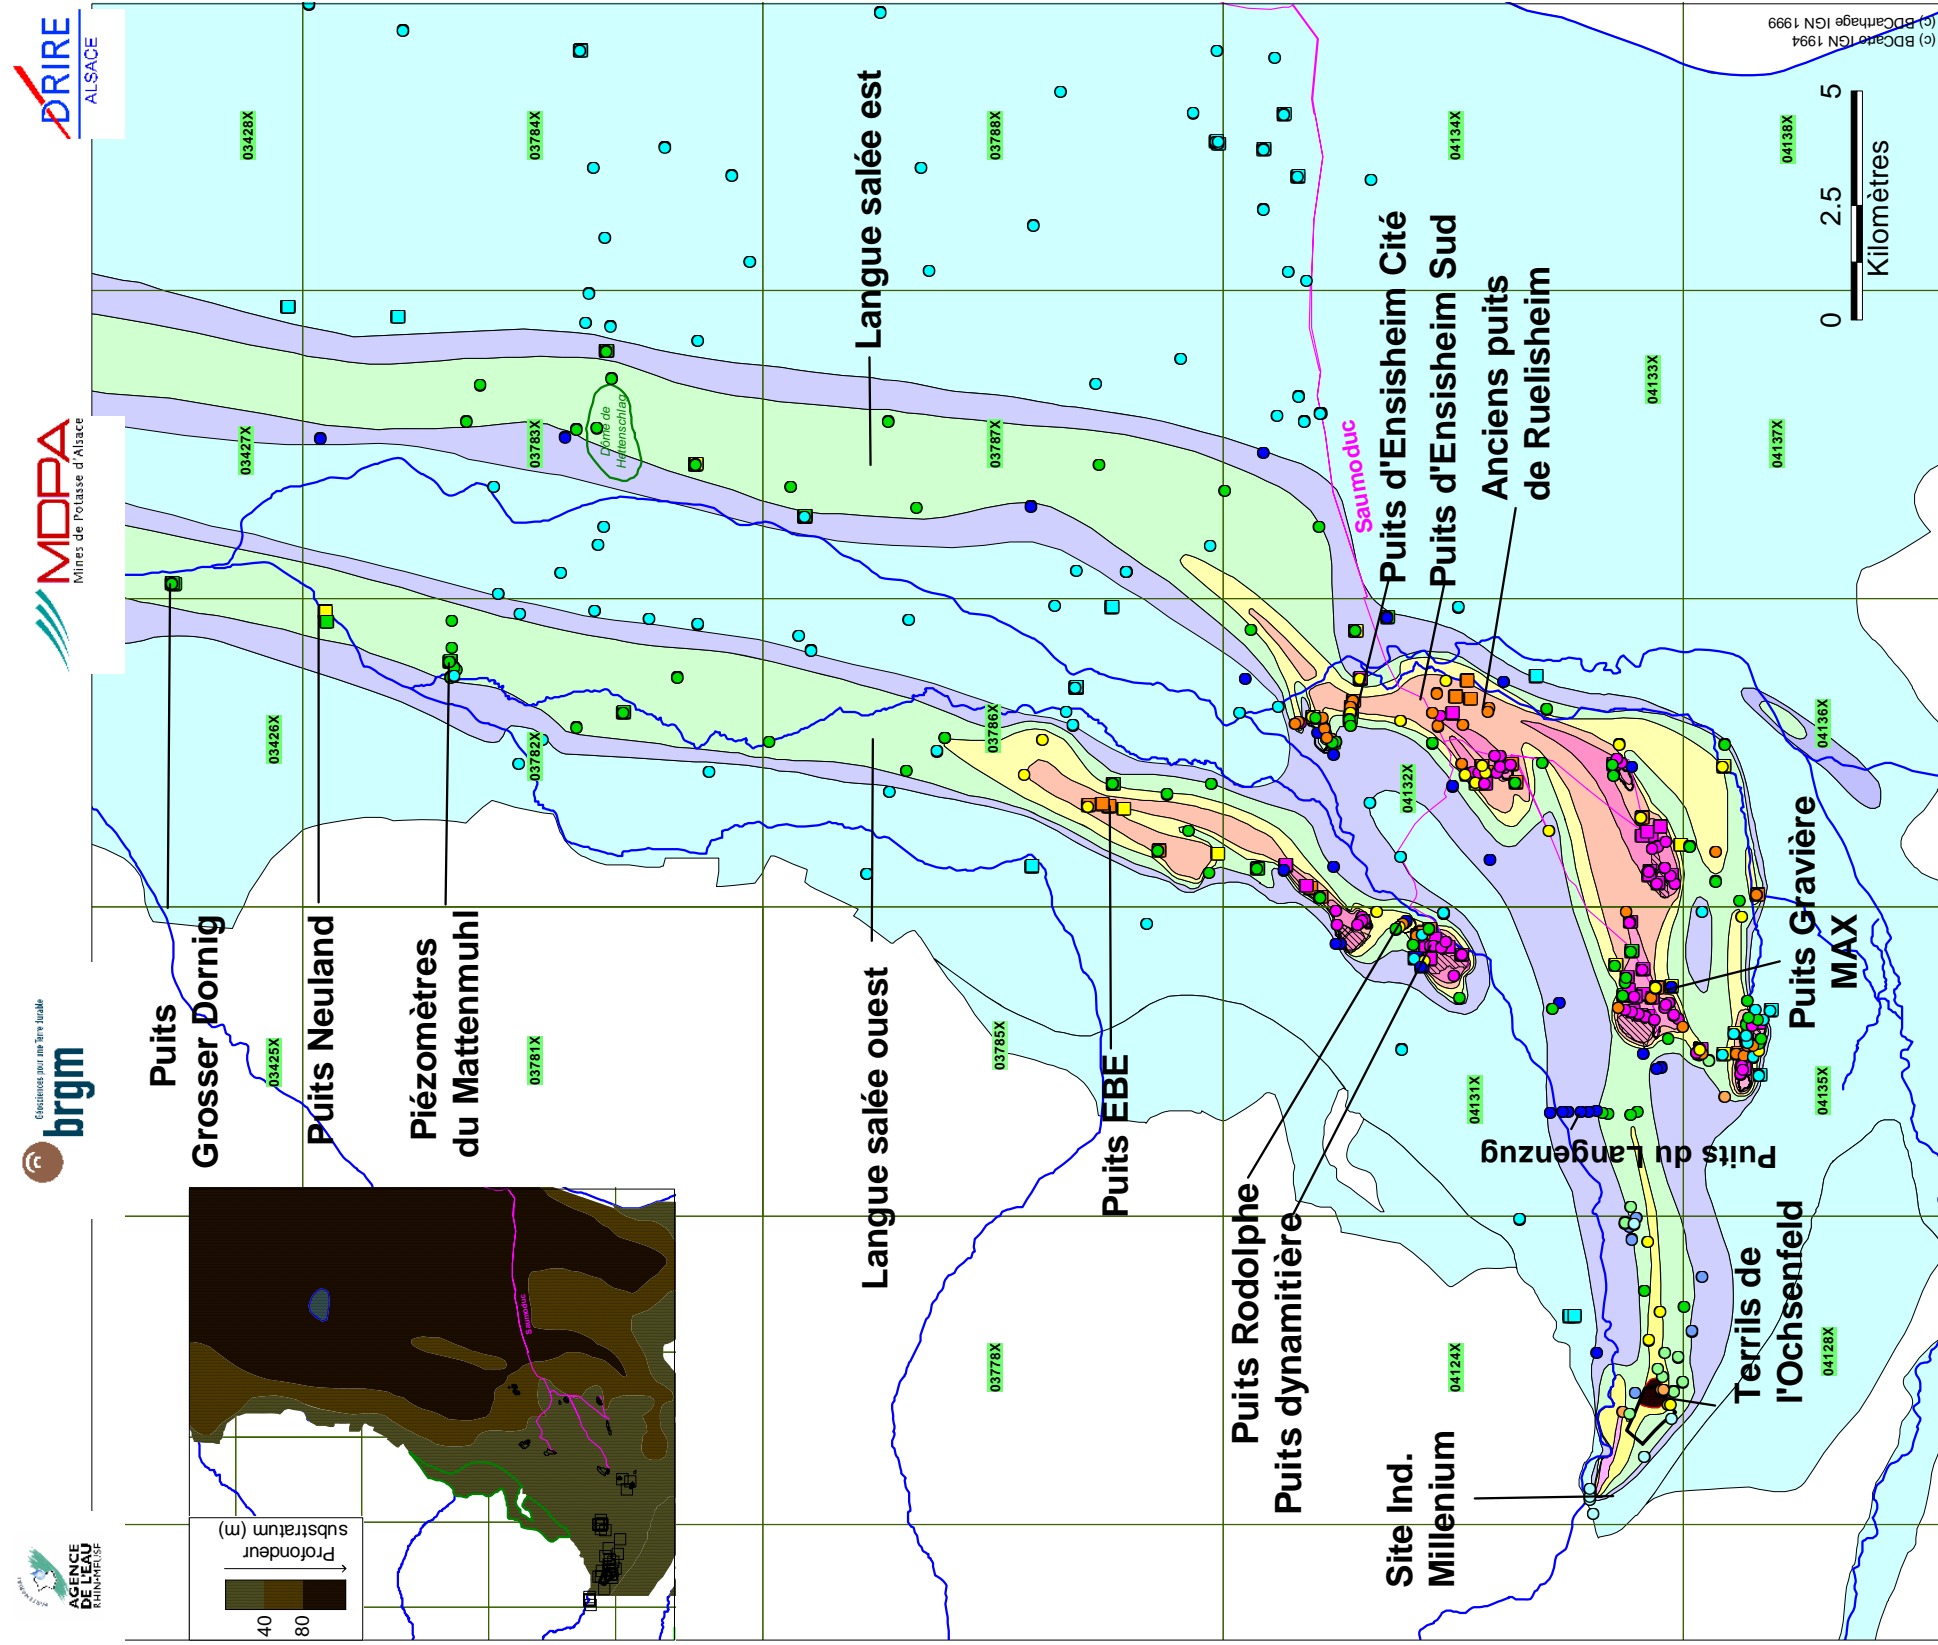 AGENCE
DE L'EAU
RHIN-MEUSE
Géosciences pour une Terre durable
brgm
MDPA
Mines de Potasse d'Alsace
DRIRE
ALSACE
Puits
Grosser Dornig
Puits Neuland
Piézomètres
du Mattenmuhl
Langue salée ouest
Langue salée est
Puits EBE
Puits Rodolphe
Puits dynamitière
Site Ind.
Millenium
Terrils de
l'Ochsenfeld
Puits du Langenzug
Puits Gravière
MAX
Puits d'Ensisheim Cité
Puits d'Ensisheim Sud
Anciens puits
de Ruelisheim
Saumoduc
Dôme de
Hettenschlag
03425X
03426X
03427X
03428X
03781X
03782X
03783X
03784X
03778X
03785X
03786X
03787X
03788X
04124X
04131X
04132X
04133X
04134X
04128X
04135X
04136X
04137X
04138X
0 2.5 5
Kilomètres
(c) BDCarto IGN 1994
(c) BDCarthage IGN 1999
Profondeur
substratum (m)
40
80
Saumoduc